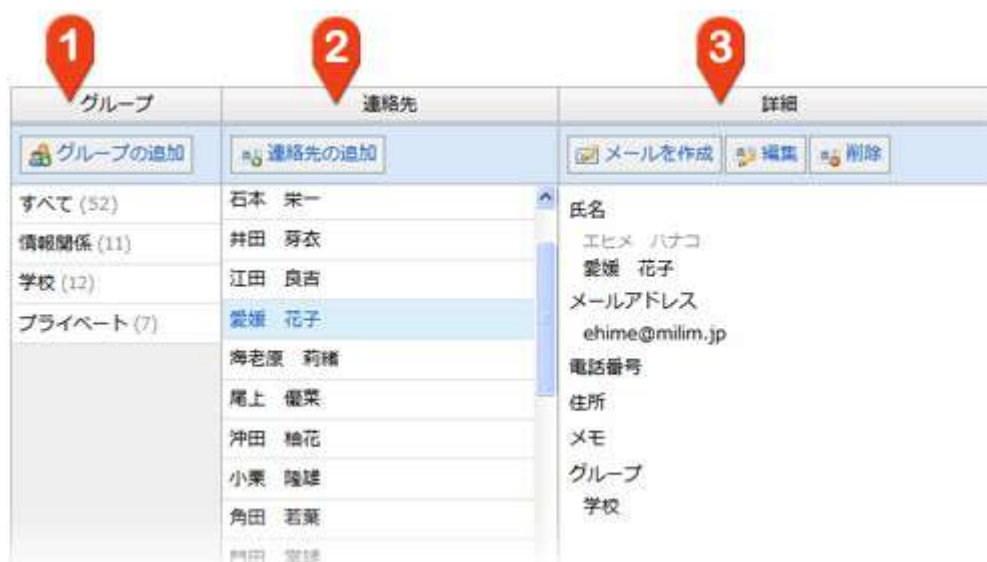 1
2
3
グループ
連絡先
詳細
グループの追加
連絡先の追加
メールを作成
編集
削除
すべて (52)
情報関係 (11)
学校 (12)
プライベート (7)
石本 栄一
井田 芽衣
江田 良吉
愛媛 花子
海老原 莉緒
尾上 優菜
沖田 柚花
小栗 隆雄
角田 若葉
門田
氏名
エヒメ ハナコ
愛媛 花子
メールアドレス
ehime@milim.jp
電話番号
住所
メモ
グループ
学校